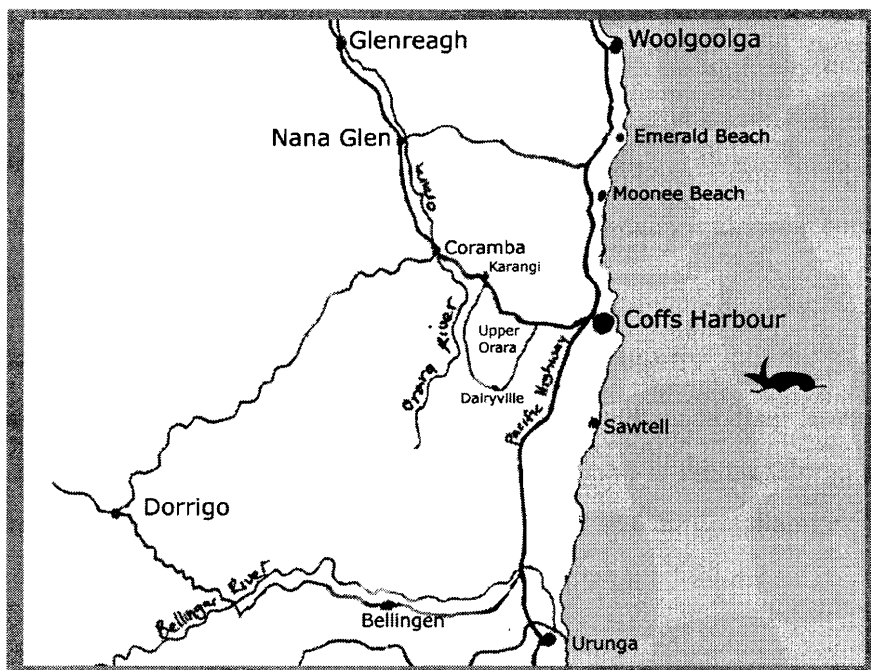 Glenreagh
Woolgoolga
Nana Glen
Emerald Beach
Orara
Moonee Beach
Coramba
Karangi
Orara River
Upper
Orara
Coffs Harbour
Pacific Highway
Dairyville
Sawtell
Dorrigo
Bellinger River
Bellingen
Urunga